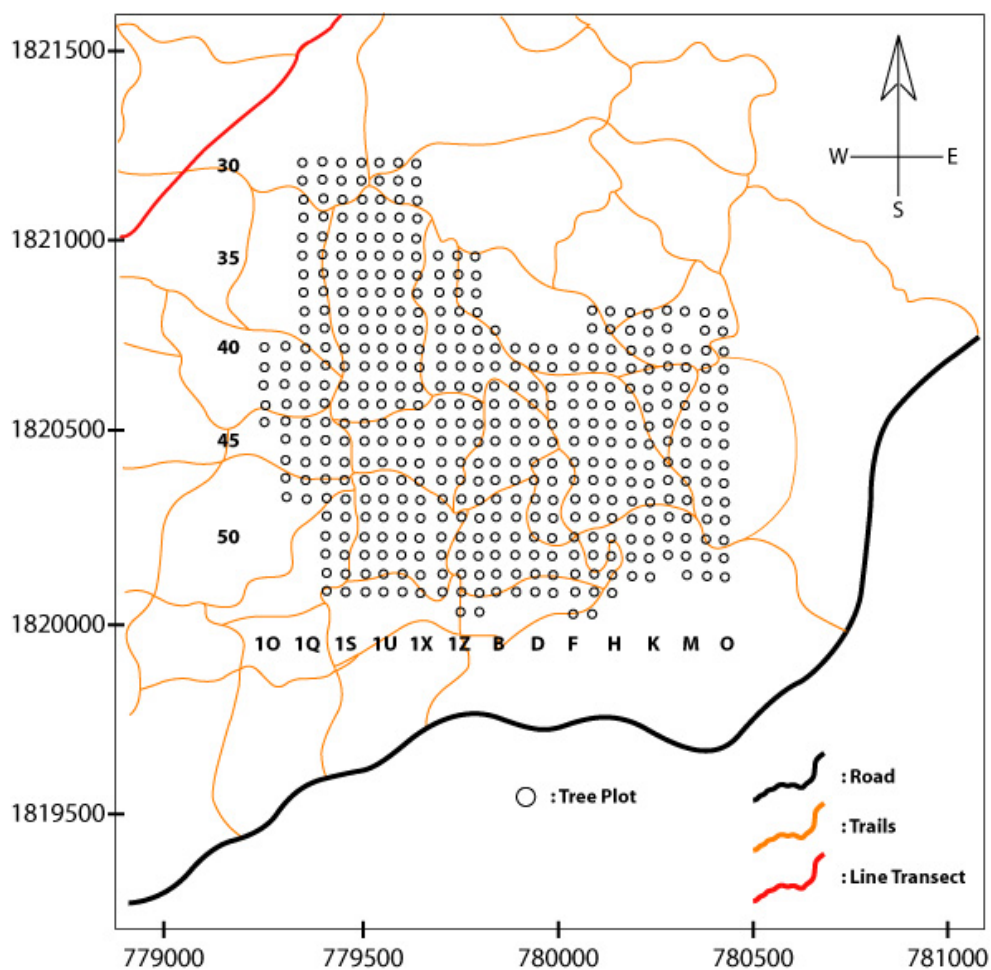 1821500
W E
S
30
1821000
35
40
1820500
45
50
1820000
1O 1Q 1S 1U 1X 1Z B D F H K M O
: Road
: Tree Plot
1819500
: Trails
: Line Transect
779000 779500 780000 780500 781000